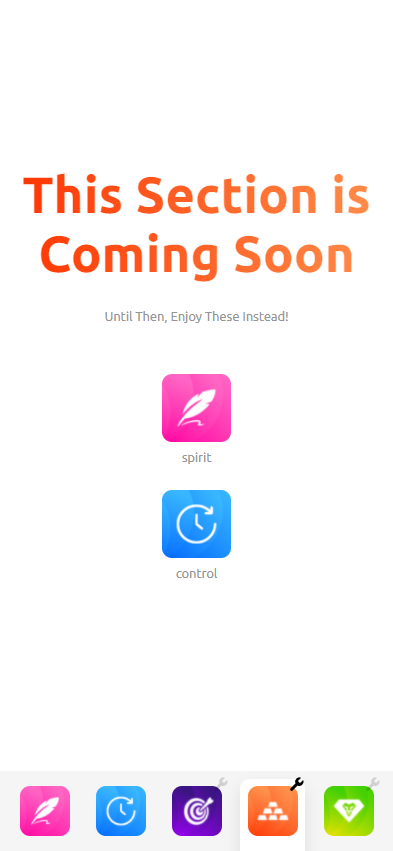 This Section is
Coming Soon
Until Then, Enjoy These Instead!
spirit
control